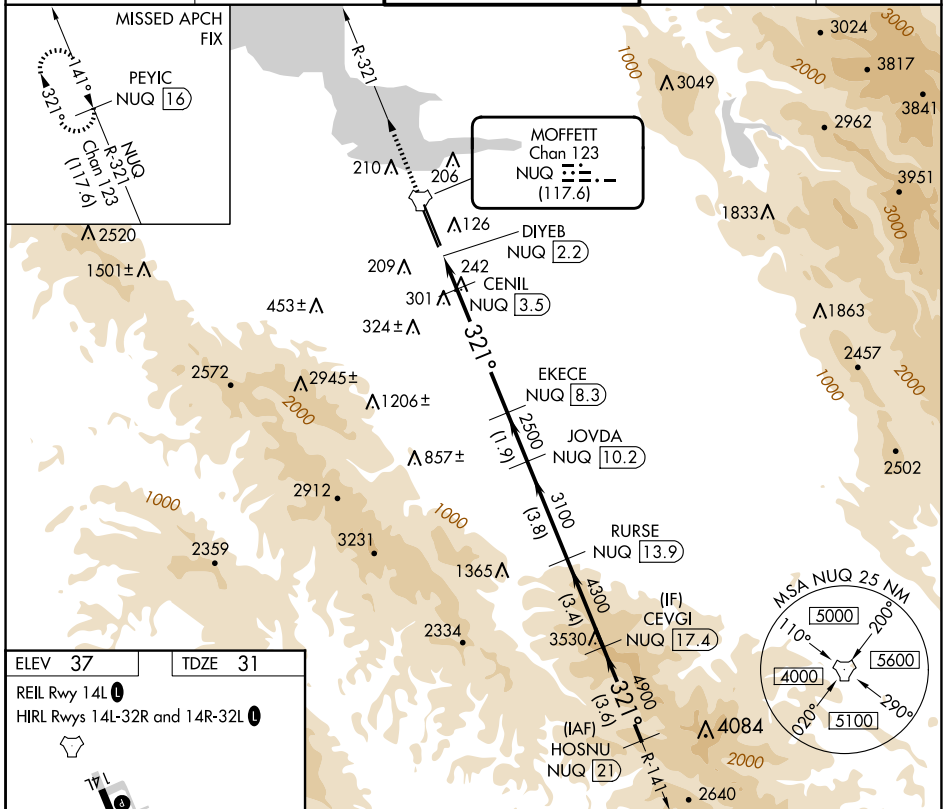 MISSED APCH
FIX
PEYIC
NUQ 16
141°
321°
NUQ
R-321
Chan 123
(117.6)
R-321
MOFFETT
Chan 123
NUQ
(117.6)
3000
3024
1000
3049
2000
3817
3841
2962
3951
3000
1833
210
206
126
2520
1501±
DIYEB
NUQ 2.2
209
242
CENIL
301
NUQ 3.5
453±
324±
1863
321°
2457
2000
1000
2572
2945±
2000
1206±
EKECE
NUQ 8.3
2500
(1.9)
JOVDA
NUQ 10.2
857±
2502
2912
1000
1000
3100
(3.8)
3231
2359
RURSE
NUQ 13.9
1365
4300
(3.4)
(IF)
CEVGI
NUQ 17.4
3530
2334
MSA NUQ 25 NM
5000
110°
200°
5600
4000
290°
020°
5100
4900
321°
(3.6)
4084
(IAF)
HOSNU
NUQ 21
R-141
2000
2640
ELEV 37
TDZE 31
REIL Rwy 14L L
HIRL Rwys 14L-32R and 14R-32L L
14L
P